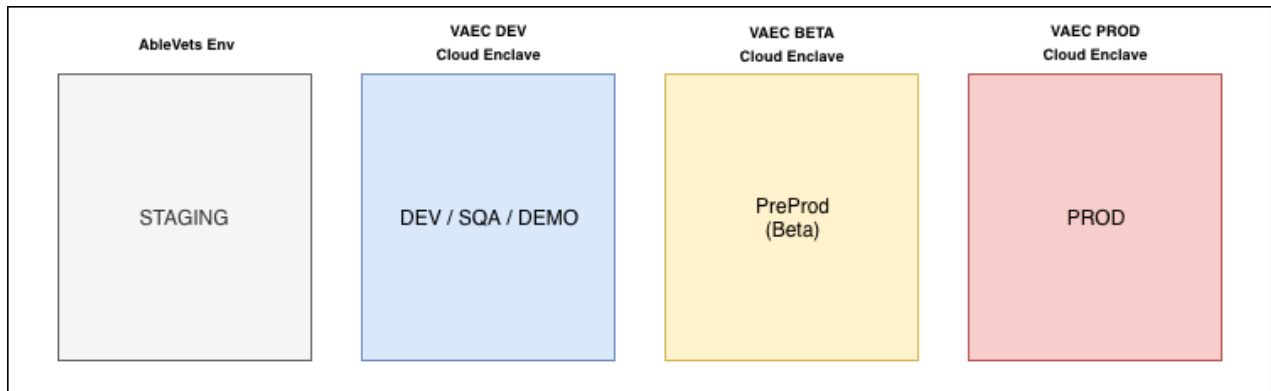 AbleVets Env
VAEC DEV
Cloud Enclave
VAEC BETA
Cloud Enclave
VAEC PROD
Cloud Enclave
STAGING
DEV / SQA / DEMO
PreProd
(Beta)
PROD